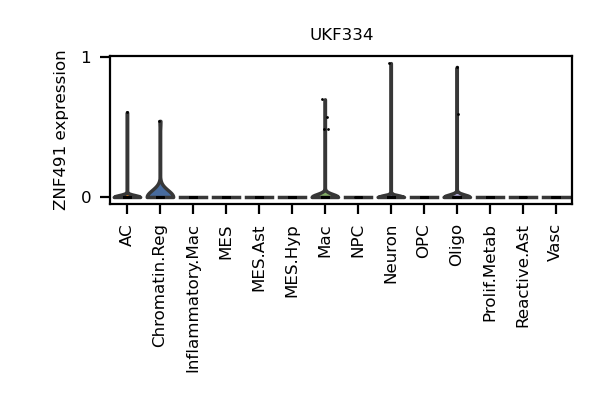 UKF334
ZNF491 expression
1
0
AC
Chromatin.Reg
Inflammatory.Mac
MES
MES.Ast
MES.Hyp
Mac
NPC
Neuron
OPC
Oligo
Prolif.Metab
Reactive.Ast
Vasc